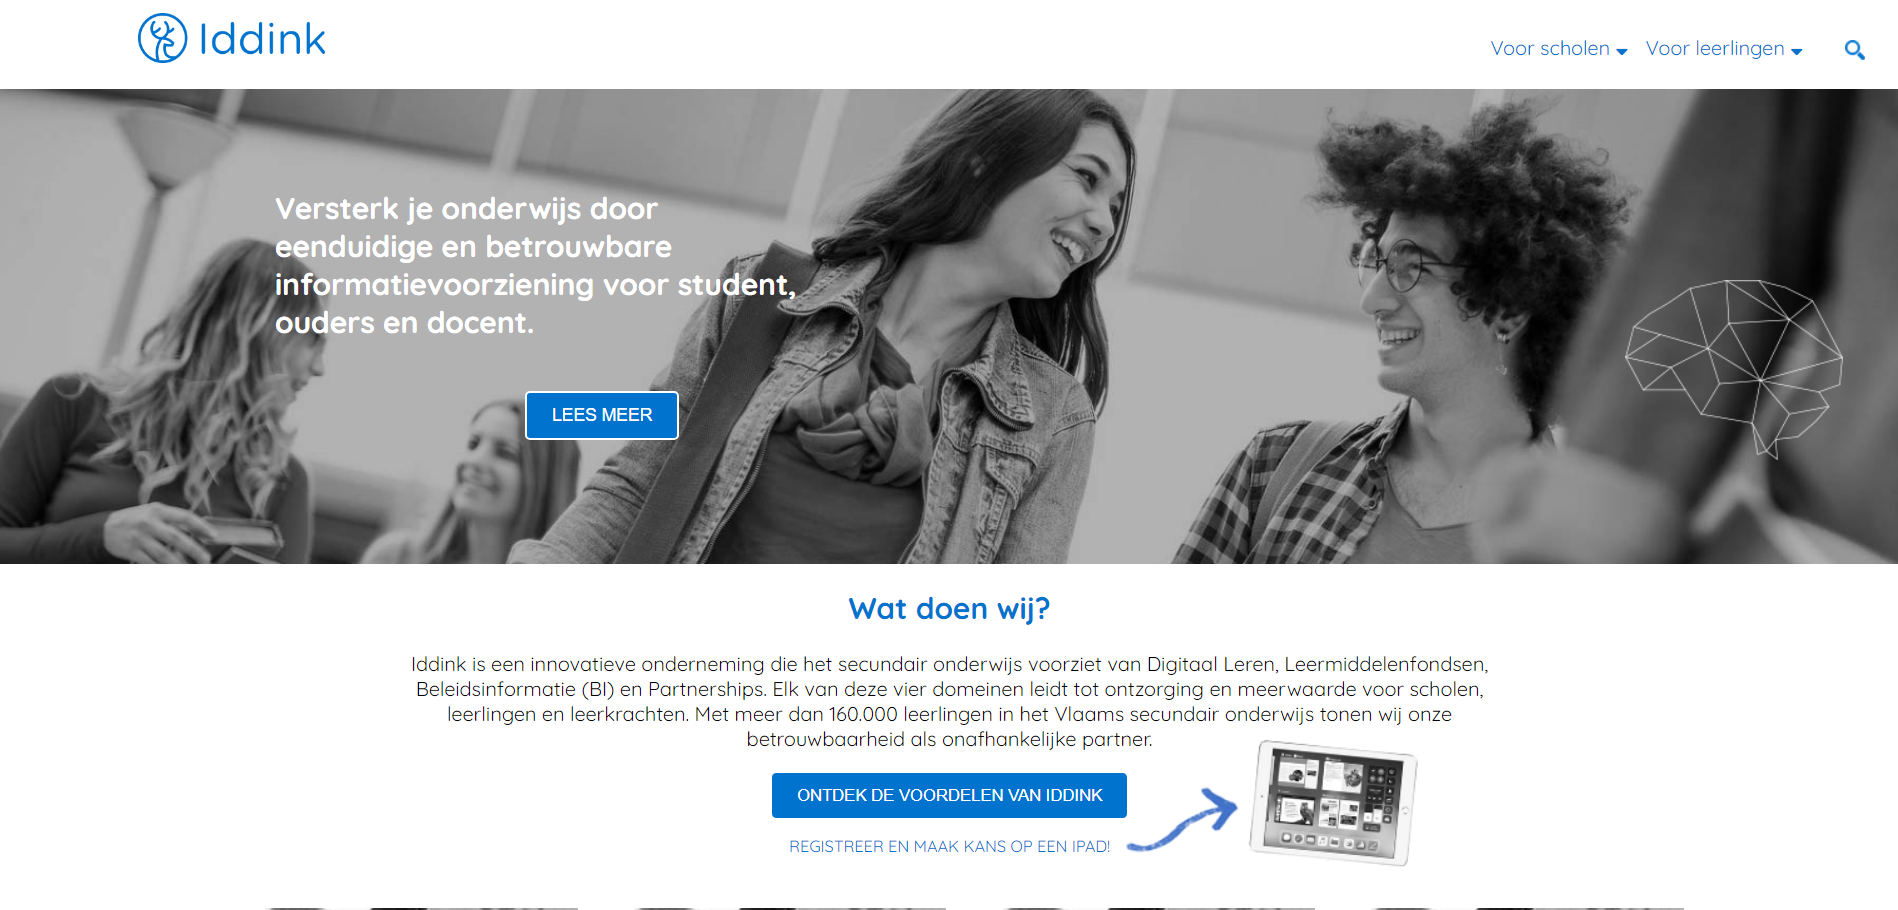 Iddink
Voor scholen
Voor leerlingen
Versterk je onderwijs door
eenduidige en betrouwbare
informatievoorziening voor student,
ouders en docent.
LEES MEER
Wat doen wij?
Iddink is een innovatieve onderneming die het secundair onderwijs voorziet van Digitaal Leren, Leermiddelenfondsen,
Beleidsinformatie (BI) en Partnerships. Elk van deze vier domeinen leidt tot ontzorging en meerwaarde voor scholen,
leerlingen en leerkrachten. Met meer dan 160.000 leerlingen in het Vlaams secundair onderwijs tonen wij onze
betrouwbaarheid als onafhankelijke partner.
ONTDEK DE VOORDELEN VAN IDDINK
REGISTREER EN MAAK KANS OP EEN IPAD!